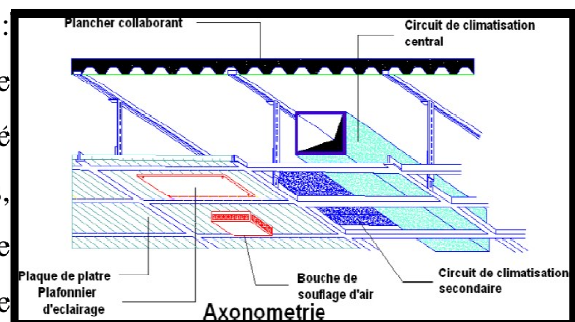 :
Plancher collaborant
Circuit de climatisation
central
e
é
,
e
e
Plaque de platre
Plafonnier
d'eclairage
Bouche de
souflage d'air
Circuit de climatisation
secondaire
Axonometrie